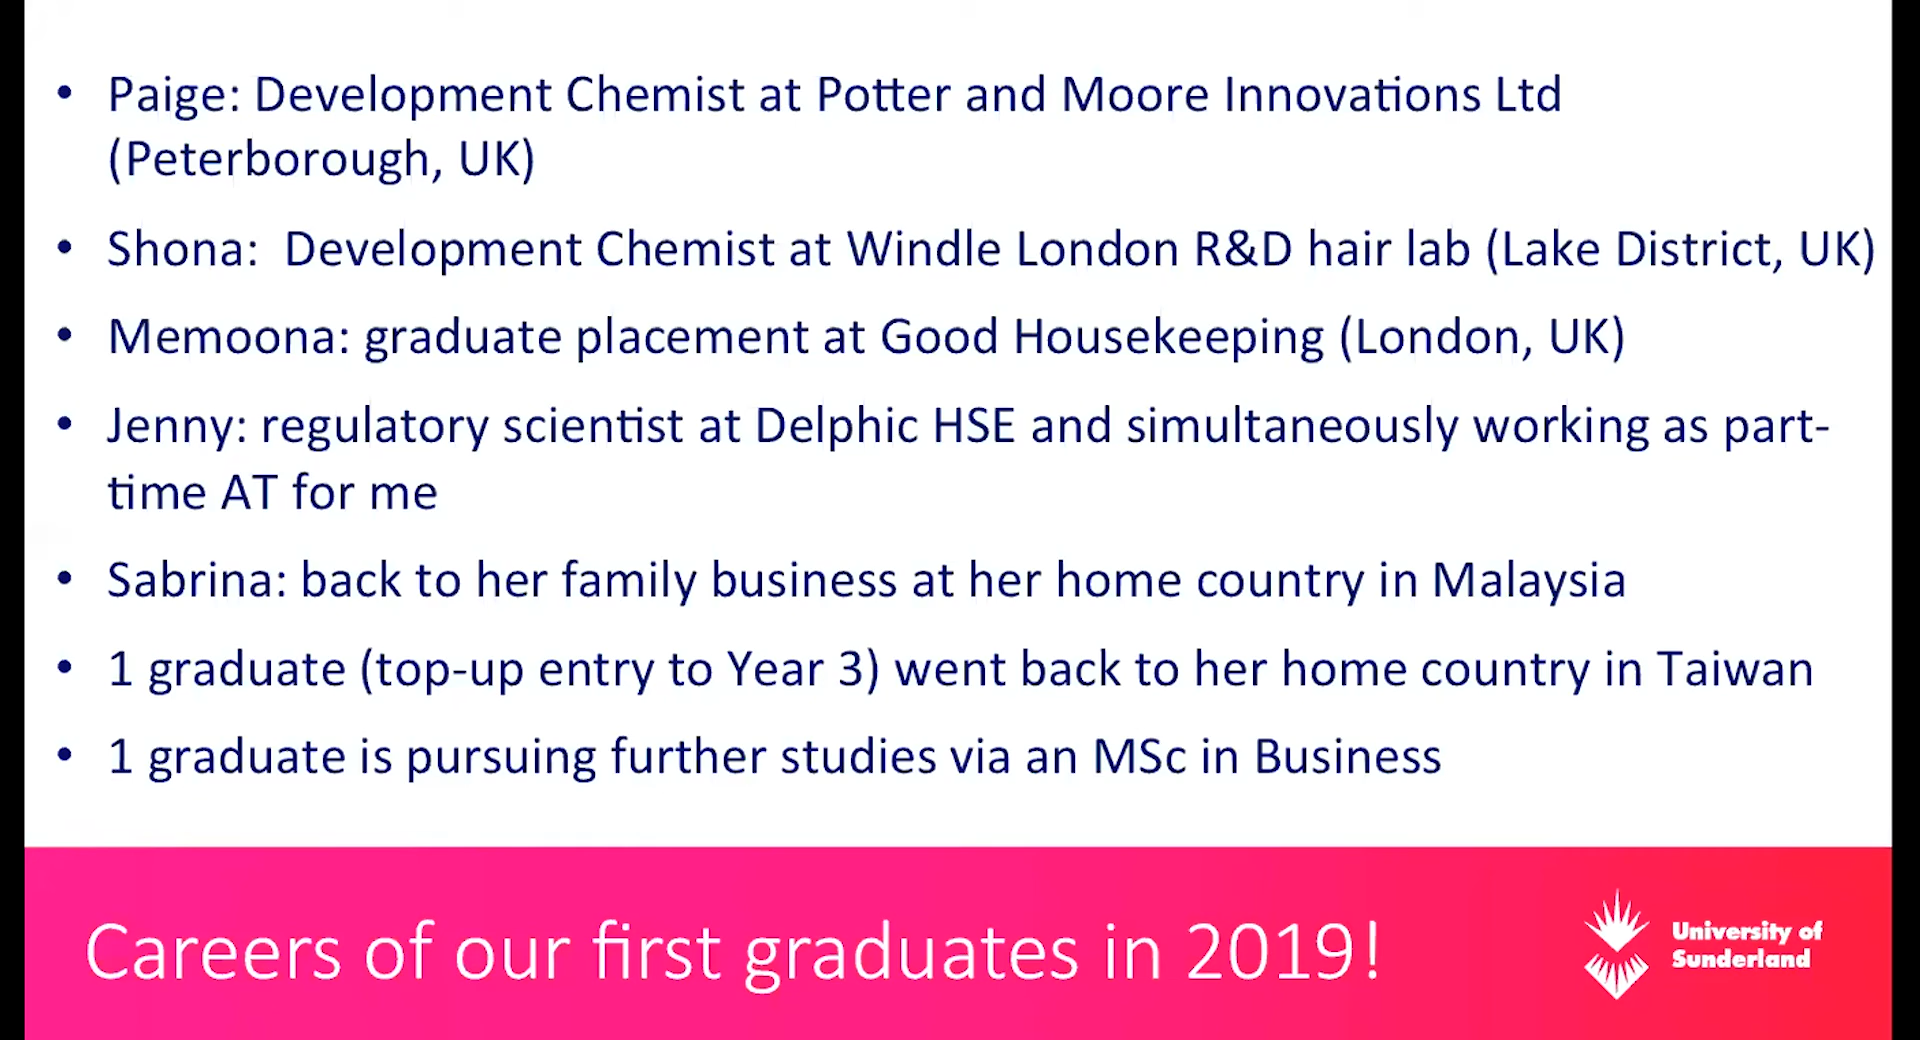 • Paige: Development Chemist at Potter and Moore Innovations Ltd
(Peterborough, UK)
• Shona:  Development Chemist at Windle London R&D hair lab (Lake District, UK)
• Memoona: graduate placement at Good Housekeeping (London, UK)
• Jenny: regulatory scientist at Delphic HSE and simultaneously working as part-
time AT for me
• Sabrina: back to her family business at her home country in Malaysia
• 1 graduate (top-up entry to Year 3) went back to her home country in Taiwan
• 1 graduate is pursuing further studies via an MSc in Business
Careers of our first graduates in 2019!
University of
Sunderland